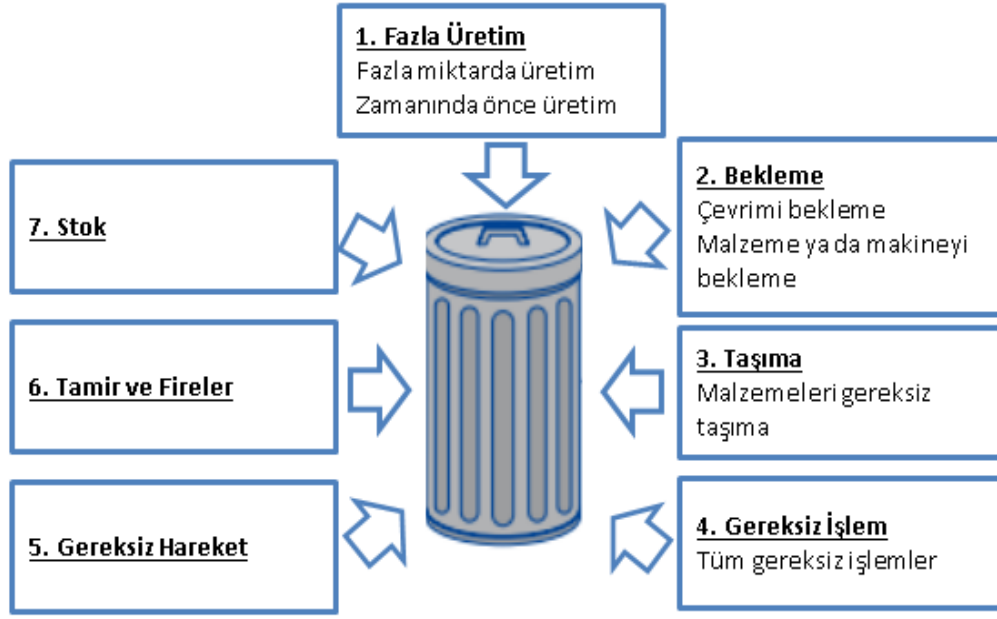 1. Fazla Üretim
Fazla miktarda üretim
Zamanında önce üretim
2. Bekleme
Çevrimi bekleme
Malzeme ya da makineyi
bekleme
3. Taşıma
Malzemeleri gereksiz
taşıma
4. Gereksiz İşlem
Tüm gereksiz işlemler
5. Gereksiz Hareket
6. Tamir ve Fireler
7. Stok